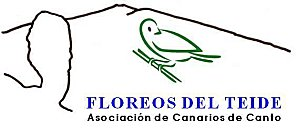 FLOREOS DEL TEIDE
Asociación de Canarios de Canto